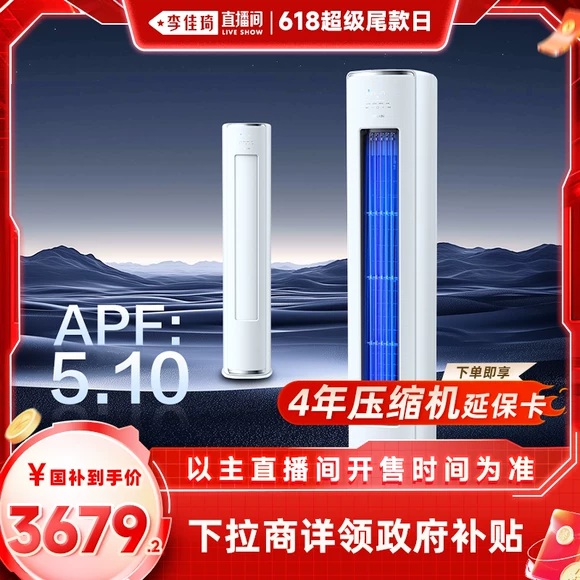 李佳琦 直播间 LIVE SHOW 618超级尾款日
APF:
5.10
下单即享
4年压缩机延保卡
¥国补到手价
3679.2
以主直播间开售时间为准
下拉商详领政府补贴